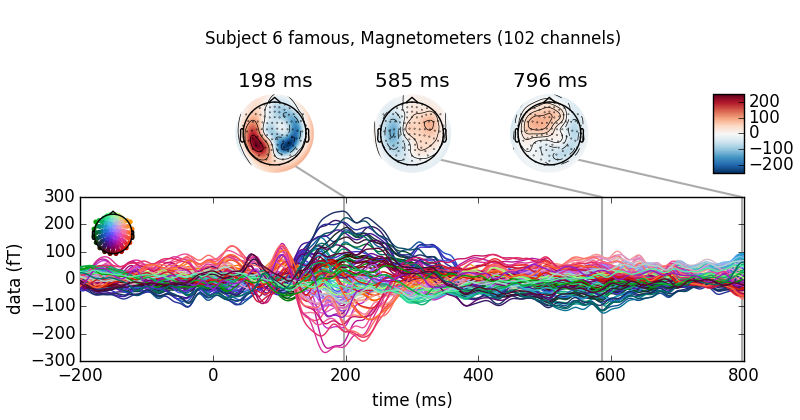 Subject 6 famous, Magnetometers (102 channels)
198 ms 585 ms 796 ms
200
100
0
−100
−200
300
200
100
0
−100
−200
−300
data (fT)
−200 0 200 400 600 800
time (ms)